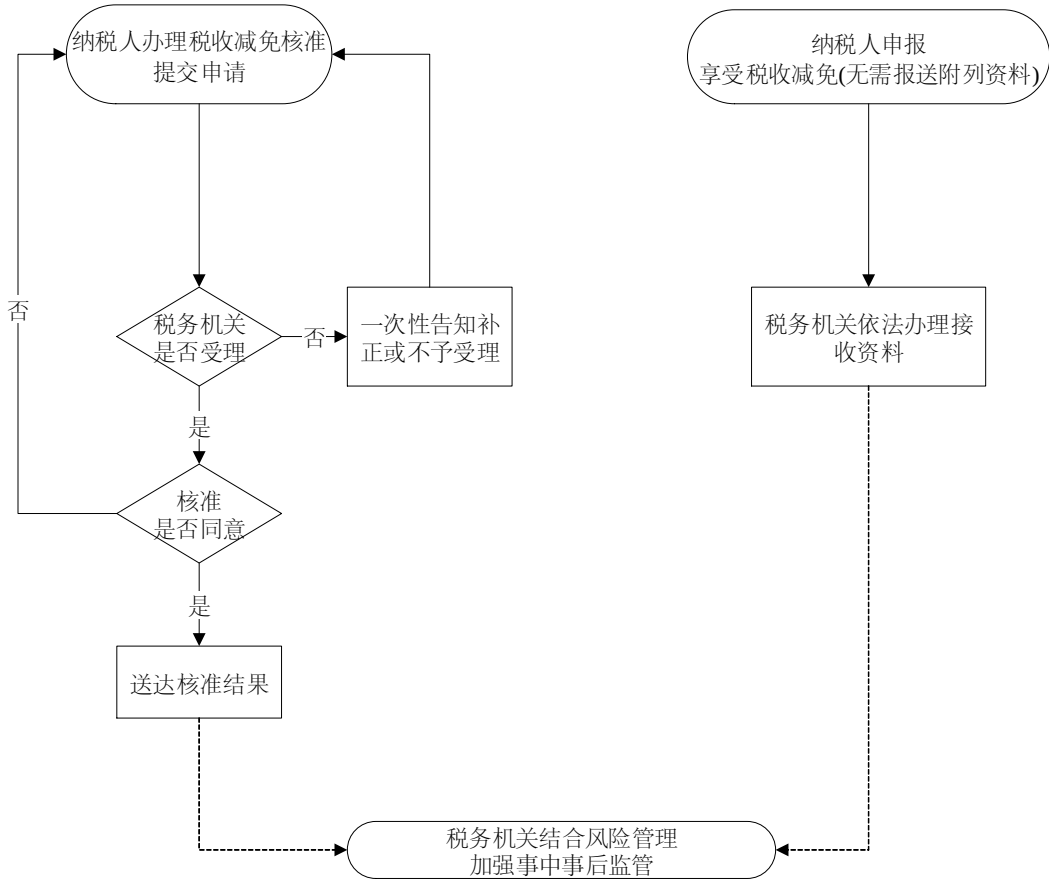 纳税人办理税收减免核准
提交申请
纳税人申报
享受税收减免(无需报送附列资料)
否
税务机关
是否受理
否
一次性告知补
正或不予受理
税务机关依法办理接
收资料
是
核准
是否同意
是
送达核准结果
税务机关结合风险管理
加强事中事后监管